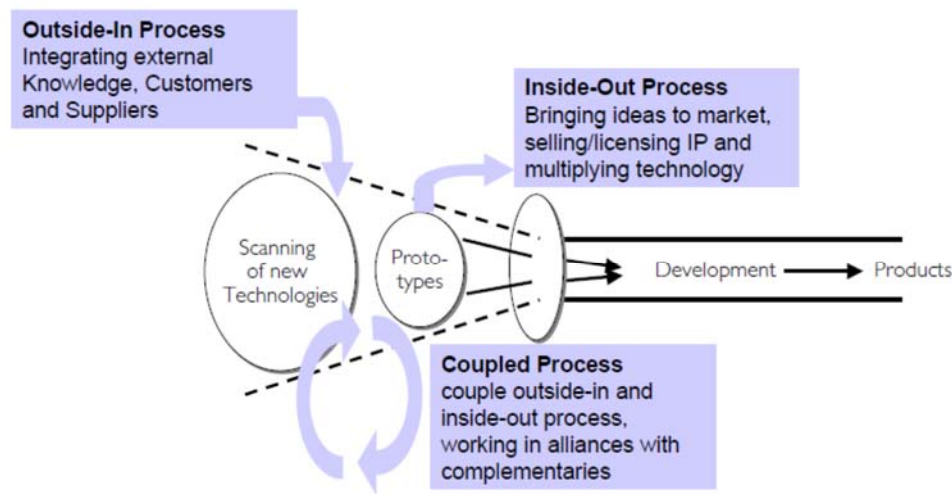 Outside-In Process
Integrating external
Knowledge, Customers
and Suppliers
Inside-Out Process
Bringing ideas to market,
selling/licensing IP and
multiplying technology
Scanning
of new
Technologies
Proto-
types
Development
Products
Coupled Process
couple outside-in and
inside-out process,
working in alliances with
complementaries